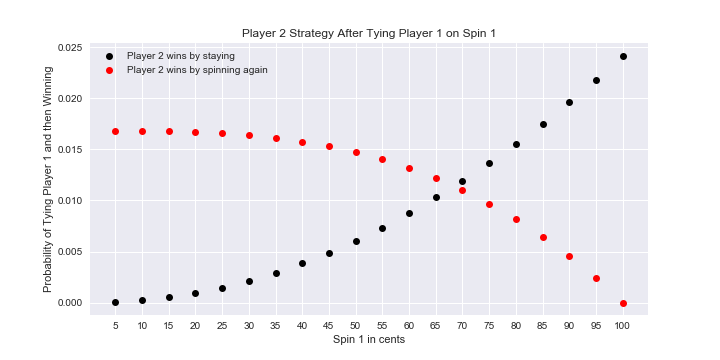 Player 2 Strategy After Tying Player 1 on Spin 1
Player 2 wins by staying
Player 2 wins by spinning again
Probability of Tying Player 1 and then Winning
0.025
0.020
0.015
0.010
0.005
0.000
5 10 15 20 25 30 35 40 45 50 55 60 65 70 75 80 85 90 95 100
Spin 1 in cents